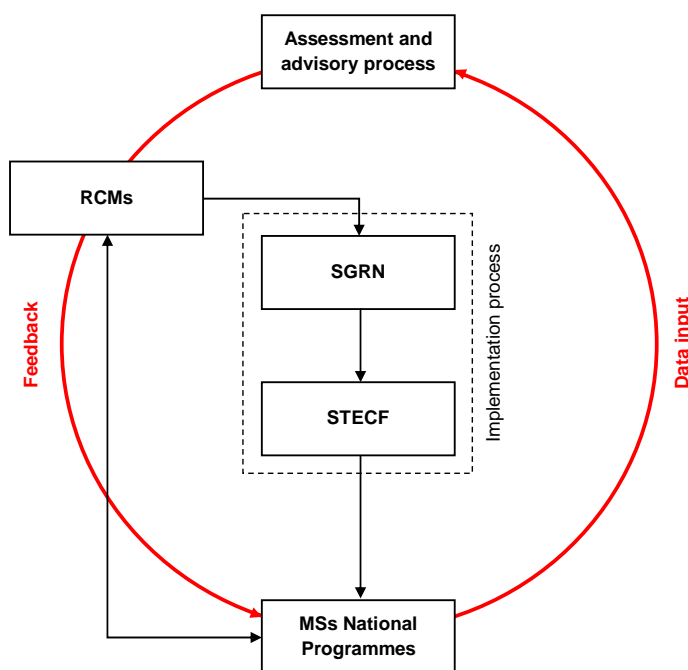 Assessment and
advisory process
RCMs
SGRN
Implementation process
Feedback
Data input
STECF
MSs National
Programmes